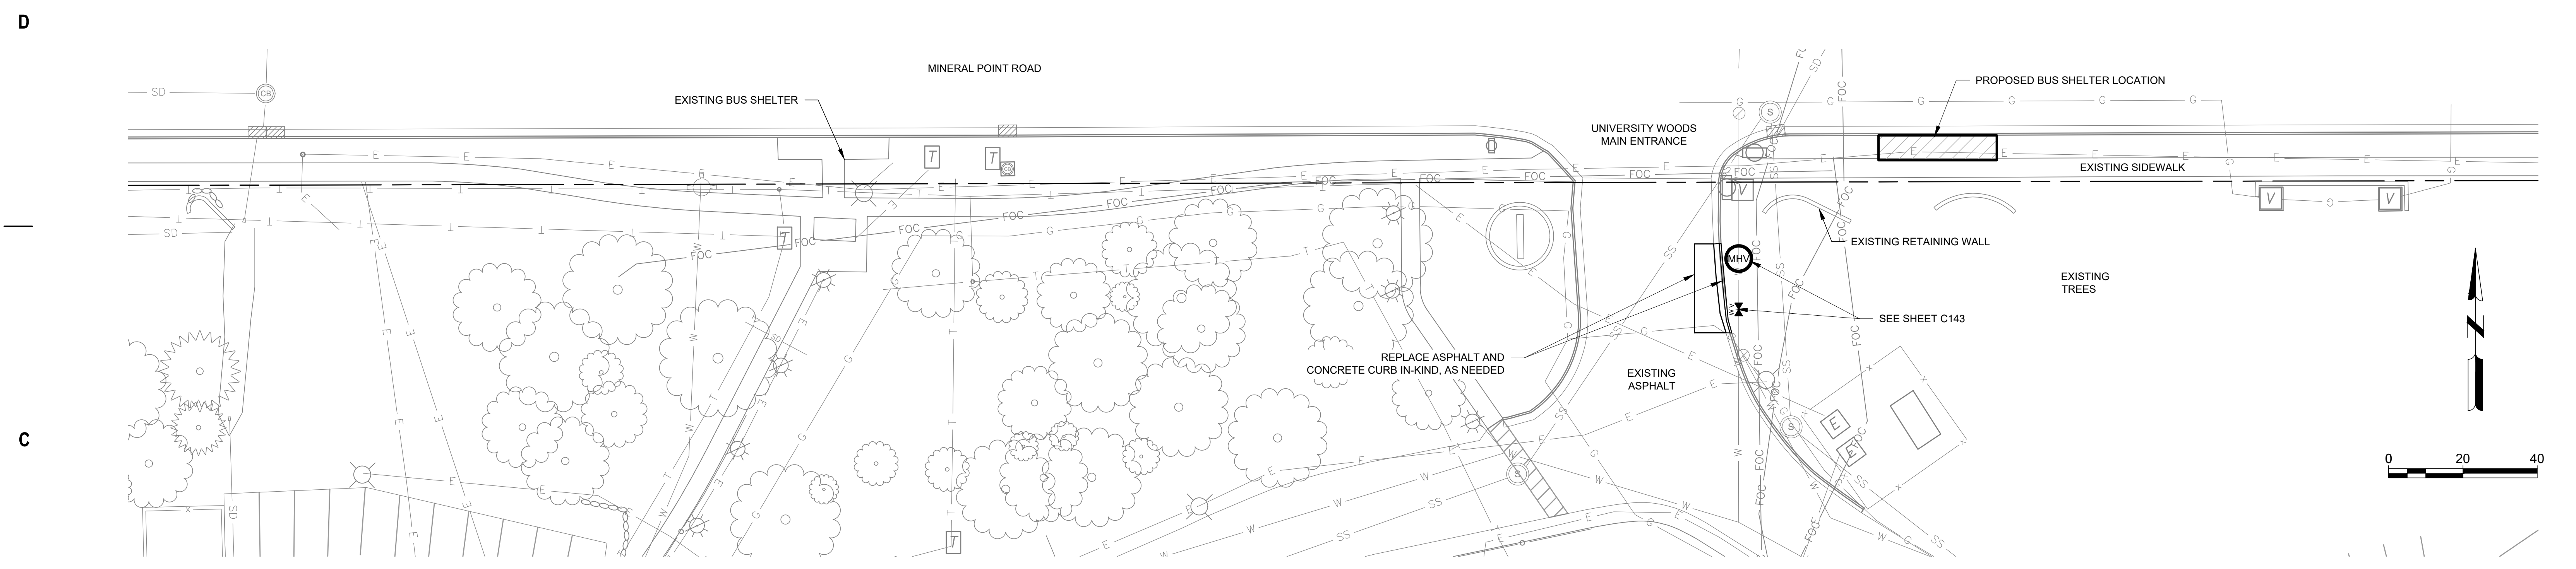 D
MINERAL POINT ROAD
EXISTING BUS SHELTER
UNIVERSITY WOODS
MAIN ENTRANCE
PROPOSED BUS SHELTER LOCATION
EXISTING SIDEWALK
EXISTING RETAINING WALL
MHV
WV
EXISTING
TREES
SEE SHEET C143
REPLACE ASPHALT AND
CONCRETE CURB IN-KIND, AS NEEDED
EXISTING
ASPHALT
C
N
0 20 40
SD
CB
E
T
FOC
G
W
SS
S
V
x